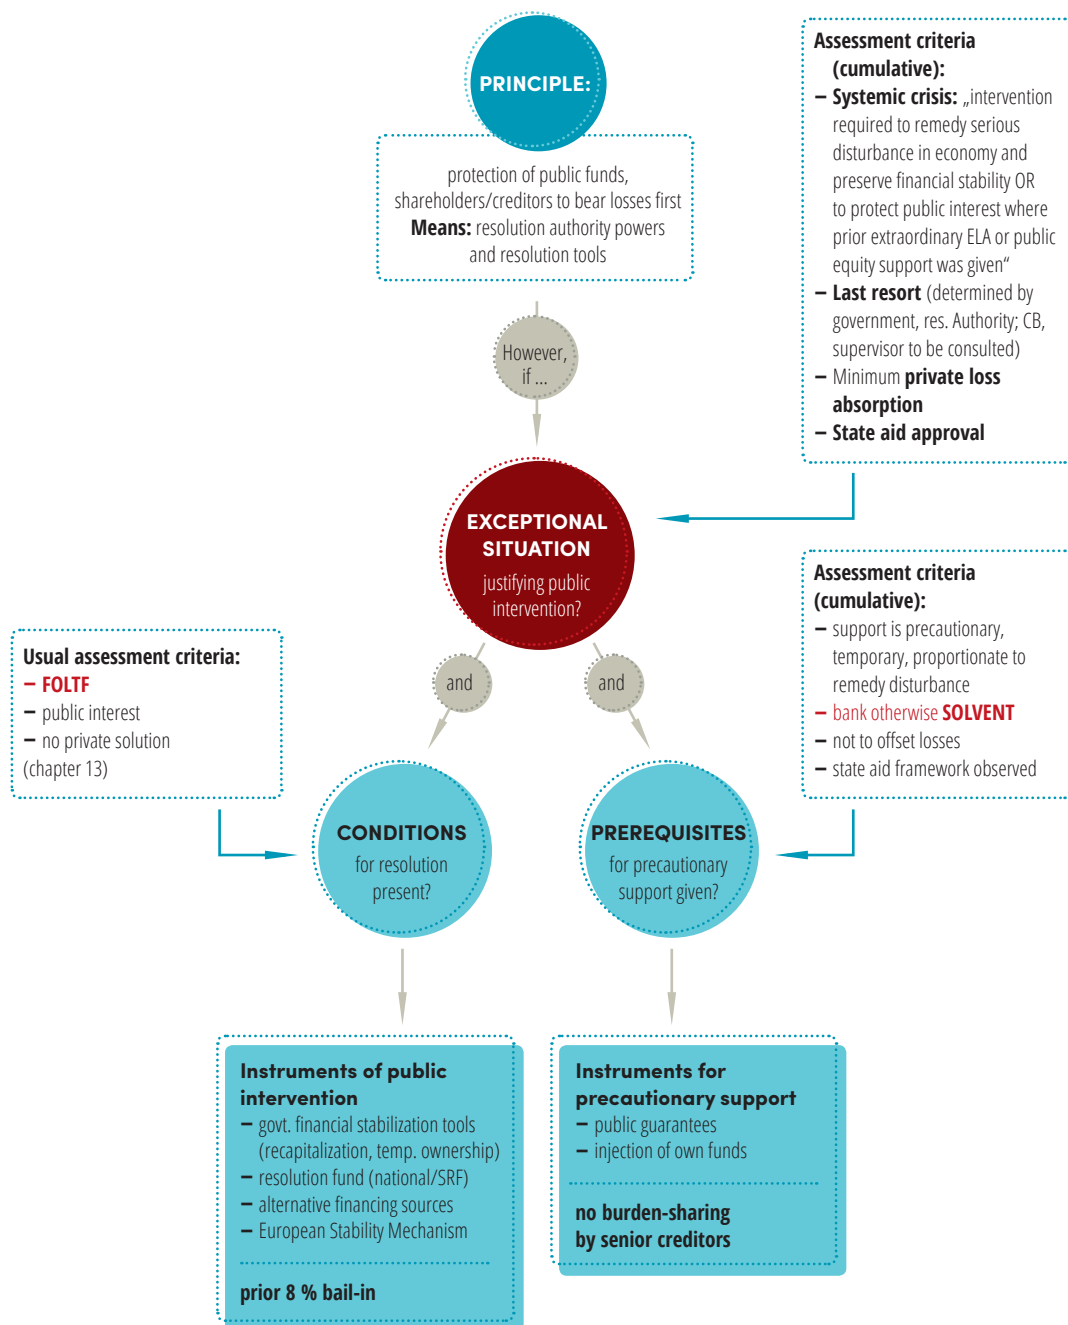 PRINCIPLE:
protection of public funds,
shareholders/creditors to bear losses first
Means: resolution authority powers
and resolution tools
However,
if ...
Assessment criteria
(cumulative):
– Systemic crisis: „intervention
required to remedy serious
disturbance in economy and
preserve financial stability OR
to protect public interest where
prior extraordinary ELA or public
equity support was given“
– Last resort (determined by
government, res. Authority; CB,
supervisor to be consulted)
– Minimum private loss
absorption
– State aid approval
EXCEPTIONAL
SITUATION
justifying public
intervention?
and
and
Usual assessment criteria:
– FOLTF
– public interest
– no private solution
(chapter 13)
Assessment criteria
(cumulative):
– support is precautionary,
temporary, proportionate to
remedy disturbance
– bank otherwise SOLVENT
– not to offset losses
– state aid framework observed
CONDITIONS
for resolution
present?
PREREQUISITES
for precautionary
support given?
Instruments of public
intervention
– govt. financial stabilization tools
(recapitalization, temp. ownership)
– resolution fund (national/SRF)
– alternative financing sources
– European Stability Mechanism
prior 8 % bail-in
Instruments for
precautionary support
– public guarantees
– injection of own funds
no burden-sharing
by senior creditors